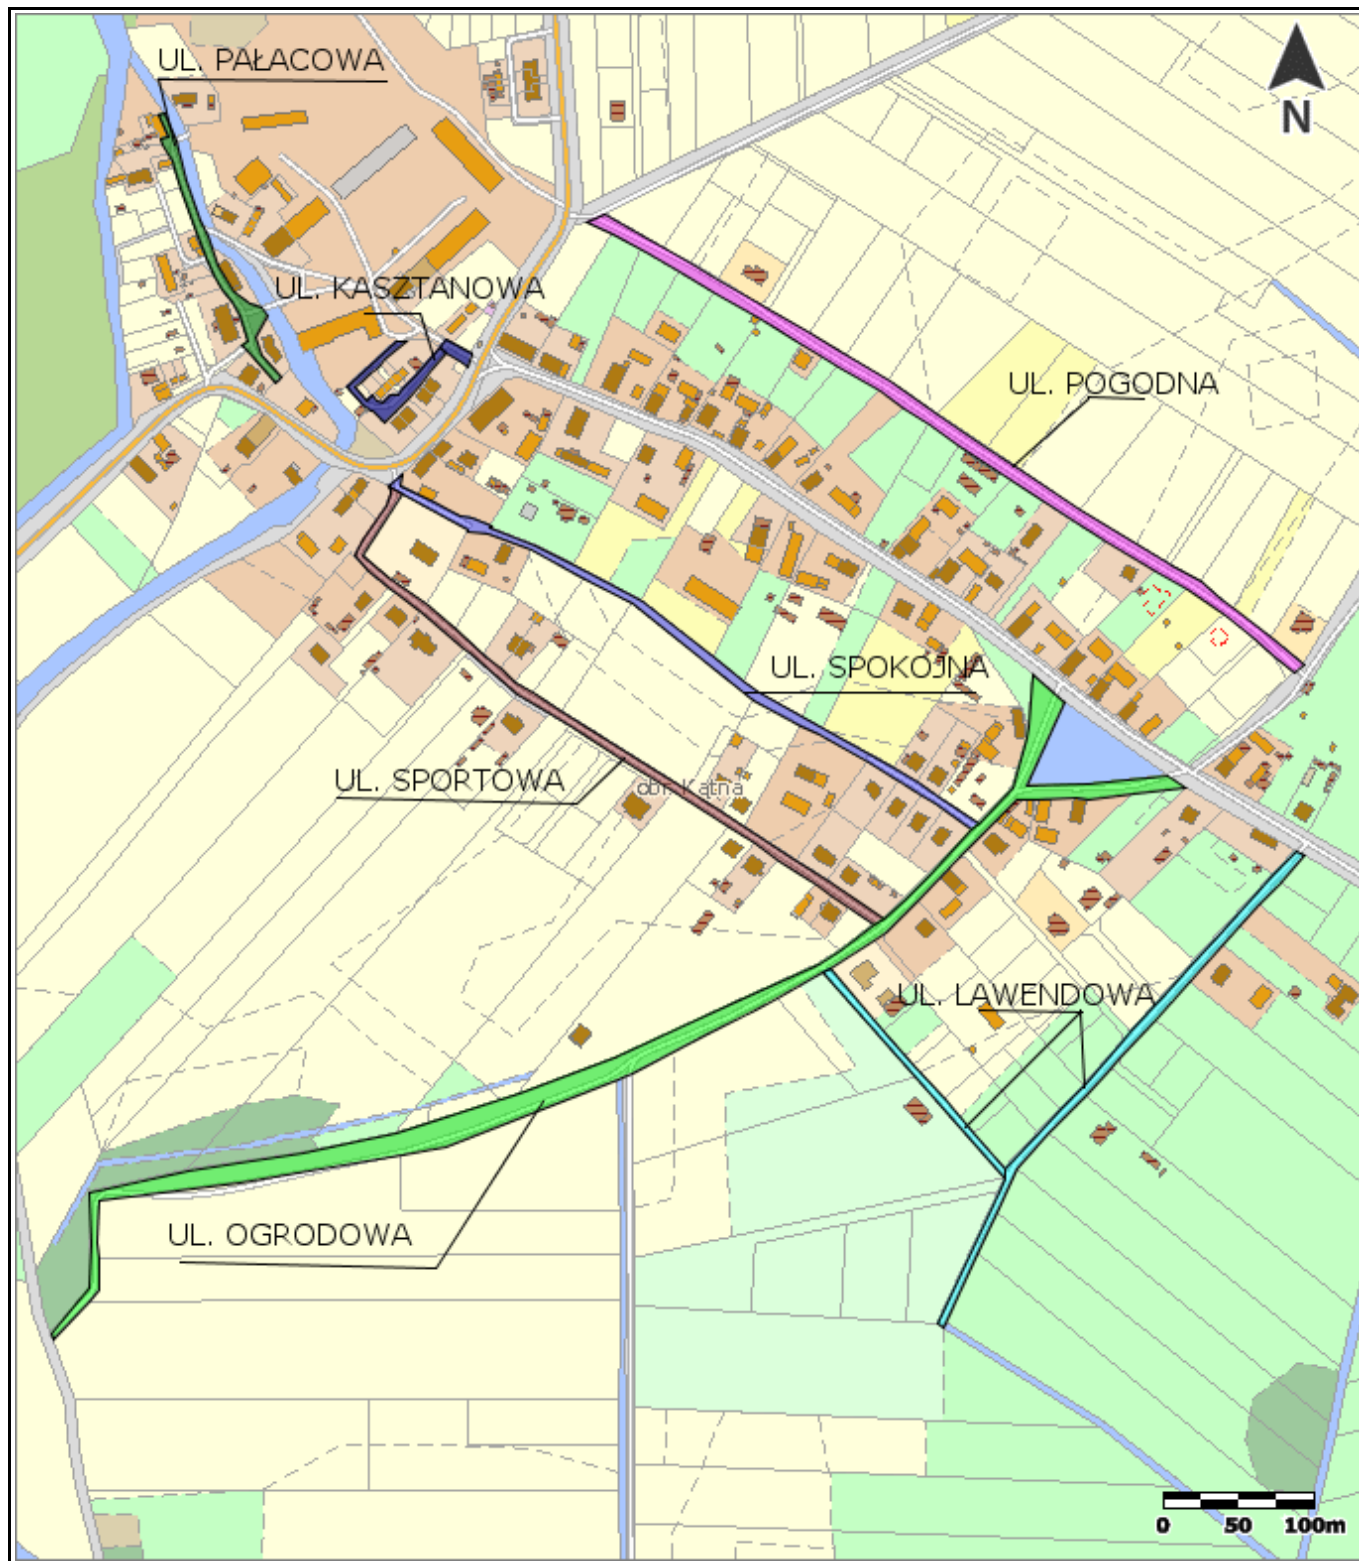 UL. PAŁACOWA
N
UL. KASZTANOWA
UL. POGODNA
UL. SPOKOJNA
UL. SPORTOWA
obr. Kątna
UL. LAWENDOWA
UL. OGRODOWA
0 50 100m